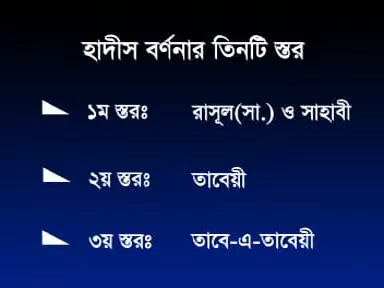 হাদীস বর্ণনার তিনটি স্তর
১ম স্তরঃ রাসূল(সা.) ও সাহাবী
২য় স্তরঃ তাবেয়ী
৩য় স্তরঃ তাবে-এ-তাবেয়ী